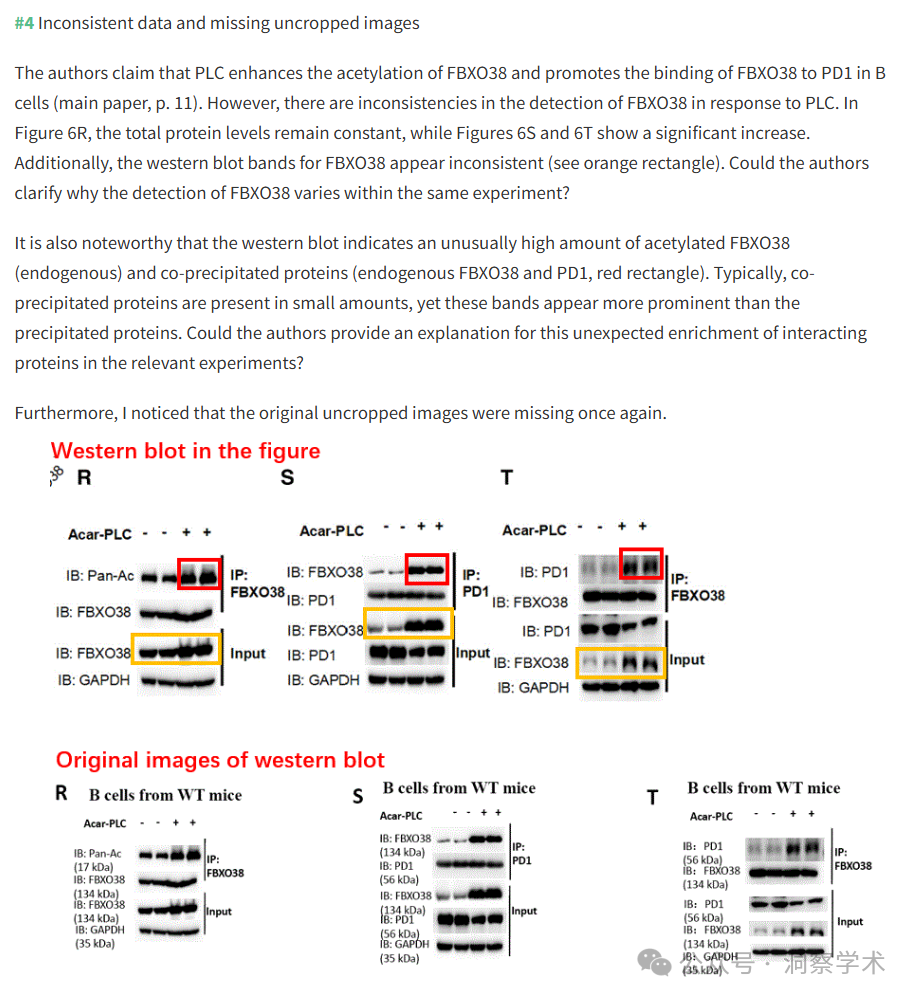 #4 Inconsistent data and missing uncropped images
The authors claim that PLC enhances the acetylation of FBXO38 and promotes the binding of FBXO38 to PD1 in B
cells (main paper, p. 11). However, there are inconsistencies in the detection of FBXO38 in response to PLC. In
Figure 6R, the total protein levels remain constant, while Figures 6S and 6T show a significant increase.
Additionally, the western blot bands for FBXO38 appear inconsistent (see orange rectangle). Could the authors
clarify why the detection of FBXO38 varies within the same experiment?
It is also noteworthy that the western blot indicates an unusually high amount of acetylated FBXO38
(endogenous) and co-precipitated proteins (endogenous FBXO38 and PD1, red rectangle). Typically, co-
precipitated proteins are present in small amounts, yet these bands appear more prominent than the
precipitated proteins. Could the authors provide an explanation for this unexpected enrichment of interacting
proteins in the relevant experiments?
Furthermore, I noticed that the original uncropped images were missing once again.
Western blot in the figure
38 R
Acar-PLC - - + +
IB: Pan-Ac
IP:
FBXO38
IB: FBXO38
IB: FBXO38
Input
IB: GAPDH
S
Acar-PLC - - + +
IB: FBXO38
IP:
PD1
IB: PD1
IB: FBXO38
IB: PD1
Input
IB: GAPDH
T
Acar-PLC - - + +
IB: PD1
IP:
FBXO38
IB: FBXO38
IB: PD1
Input
IB: FBXO38
IB: GAPDH
Original images of western blot
R B cells from WT mice
Acar-PLC - - + +
IB: Pan-Ac
(17 kDa)
IP:
FBXO38
IB: FBXO38
(134 kDa)
IB: FBXO38
(134 kDa)
Input
IB: GAPDH
(35 kDa)
S B cells from WT mice
Acar-PLC - - + +
IB: FBXO38
(134 kDa)
IP:
PD1
IB: PD1
(56 kDa)
IB: FBXO38
(134 kDa)
Input
IB: PD1
(56 kDa)
IB: GAPDH
(35 kDa)
T B cells from WT mice
Acar-PLC - - + +
IB: PD1
(56 kDa)
IP:
FBXO38
IB: FBXO38
(134 kDa)
IB: PD1
(56 kDa)
Input
IB: FBXO38
(134 kDa)
IB: GAPDH
(35 kDa)
公众号 · 洞察学术